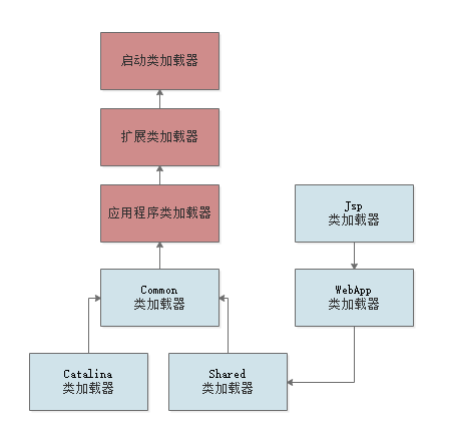 启动类加载器
扩展类加载器
应用程序类加载器
Jsp
类加载器
Common
类加载器
WebApp
类加载器
Catalina
类加载器
Shared
类加载器